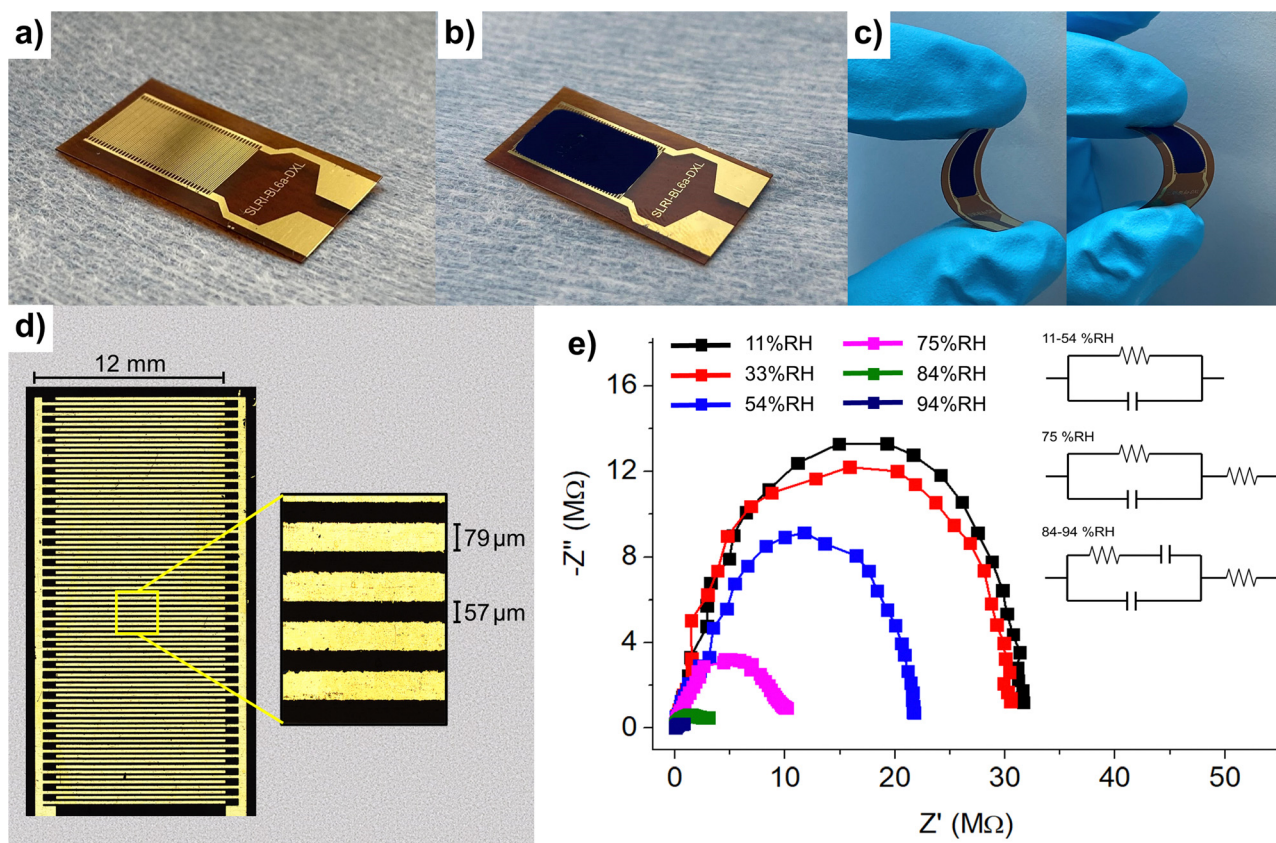 a)
SLRI-BL6a-DXL
b)
SLRI-BL6a-DXL
c)
d)
12 mm
79 µm
57 µm
e)
11%RH
33%RH
54%RH
75%RH
84%RH
94%RH
11-54 %RH
75 %RH
84-94 %RH
16
12
8
4
0
-Z" (MΩ)
0
10
20
30
40
50
Z' (MΩ)